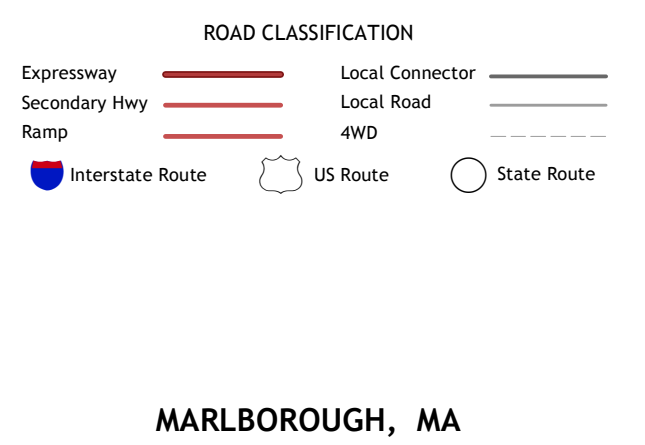 ROAD CLASSIFICATION
Expressway
Local Connector
Secondary Hwy
Local Road
Ramp
4WD
Interstate Route
US Route
State Route
MARLBOROUGH, MA